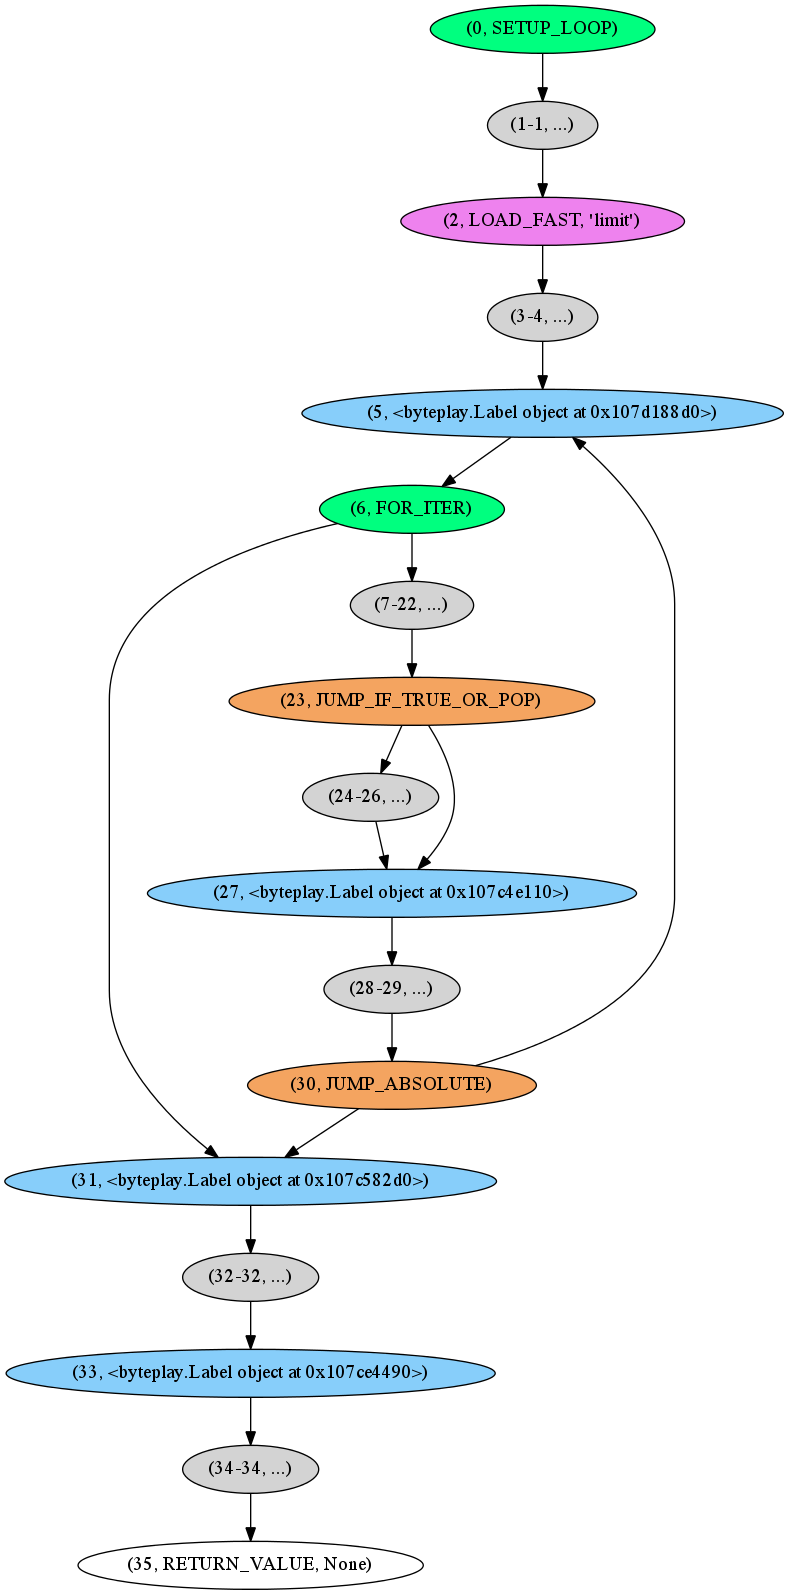 (0, SETUP_LOOP)
(1-1, ...)
(2, LOAD_FAST, 'limit')
(3-4, ...)
(5, <byteplay.Label object at 0x107d188d0>)
(6, FOR_ITER)
(7-22, ...)
(23, JUMP_IF_TRUE_OR_POP)
(24-26, ...)
(27, <byteplay.Label object at 0x107c4e110>)
(28-29, ...)
(30, JUMP_ABSOLUTE)
(31, <byteplay.Label object at 0x107c582d0>)
(32-32, ...)
(33, <byteplay.Label object at 0x107ce4490>)
(34-34, ...)
(35, RETURN_VALUE, None)